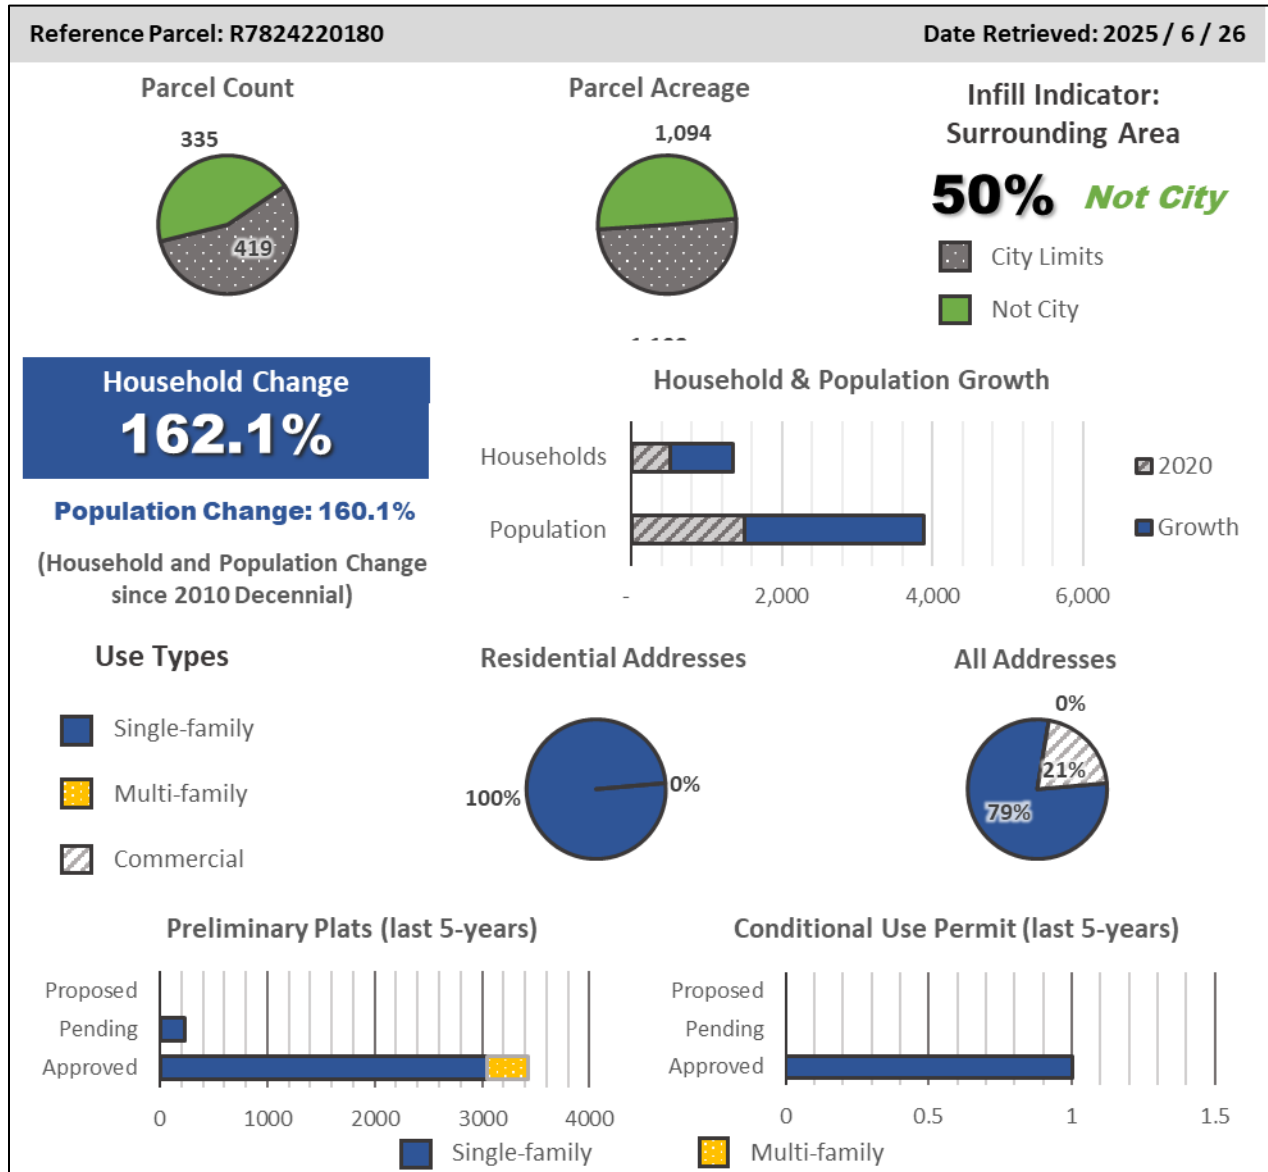 Reference Parcel: R7824220180
Date Retrieved: 2025 / 6 / 26
Parcel Count
335
419
Parcel Acreage
1,094
Infill Indicator:
Surrounding Area
50% Not City
City Limits
Not City
Household Change
162.1%
Population Change: 160.1%
(Household and Population Change
since 2010 Decennial)
Household & Population Growth
Households
Population
-
2,000
4,000
6,000
2020
Growth
Use Types
Single-family
Multi-family
Commercial
Residential Addresses
100%
0%
All Addresses
0%
21%
79%
Preliminary Plats (last 5-years)
Proposed
Pending
Approved
0
1000
2000
3000
4000
Conditional Use Permit (last 5-years)
Proposed
Pending
Approved
0
0.5
1
1.5
Single-family
Multi-family